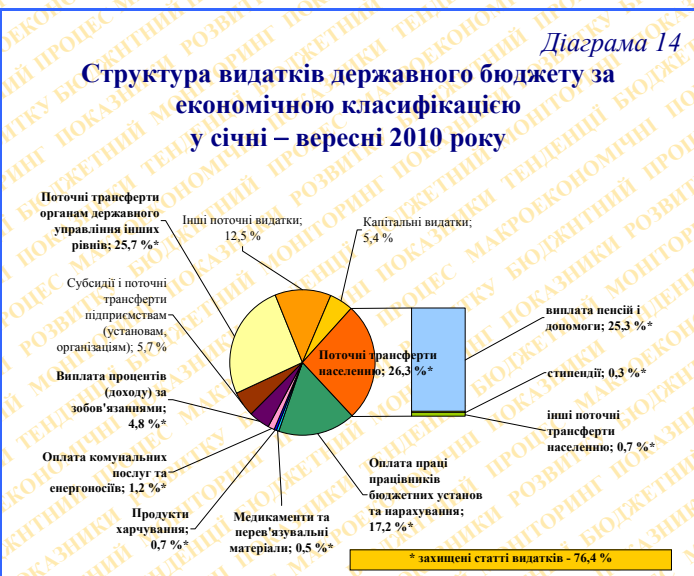 Діаграма 14
Структура видатків державного бюджету за
економічною класифікацією
у січні – вересні 2010 року
Поточні трансферти
органам державного
управління інших
рівнів; 25,7 %*
Інші поточні видатки;
12,5 %
Капітальні видатки;
5,4 %
Субсидії і поточні
трансферти
підприємствам
(установам,
організаціям); 5,7 %
виплата пенсій і
допомоги; 25,3 %*
Поточні трансферти
населенню; 26,3 %*
стипендії; 0,3 %*
Виплата процентів
(доходу) за
зобов'язаннями;
4,8 %*
інші поточні
трансферти
населенню; 0,7 %*
Оплата комунальних
послуг та
енергоносіїв; 1,2 %*
Оплата праці
працівників
бюджетних установ
та нарахування;
17,2 %*
Продукти
харчування;
0,7 %*
Медикаменти та
перев'язувальні
матеріали; 0,5 %*
* захищені статті видатків - 76,4 %